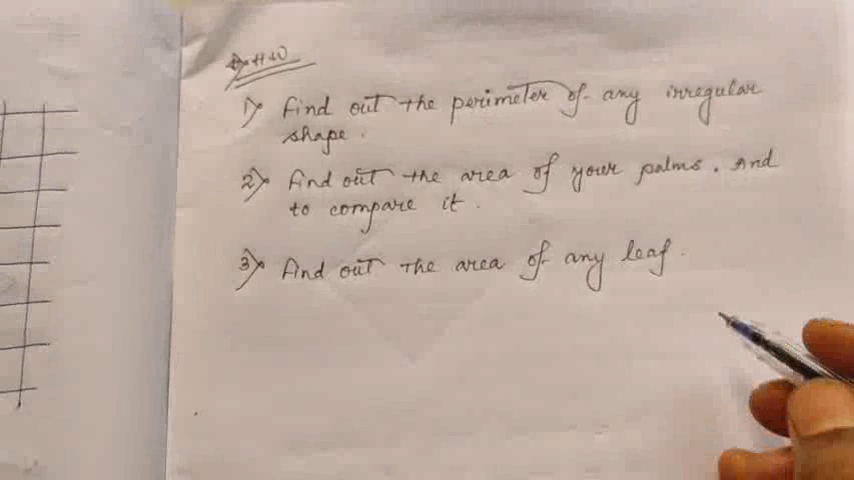 H.W
1) Find out the perimeter of any irregular
shape.
2) Find out the area of your palms. And
to compare it.
3) Find out the area of any leaf.